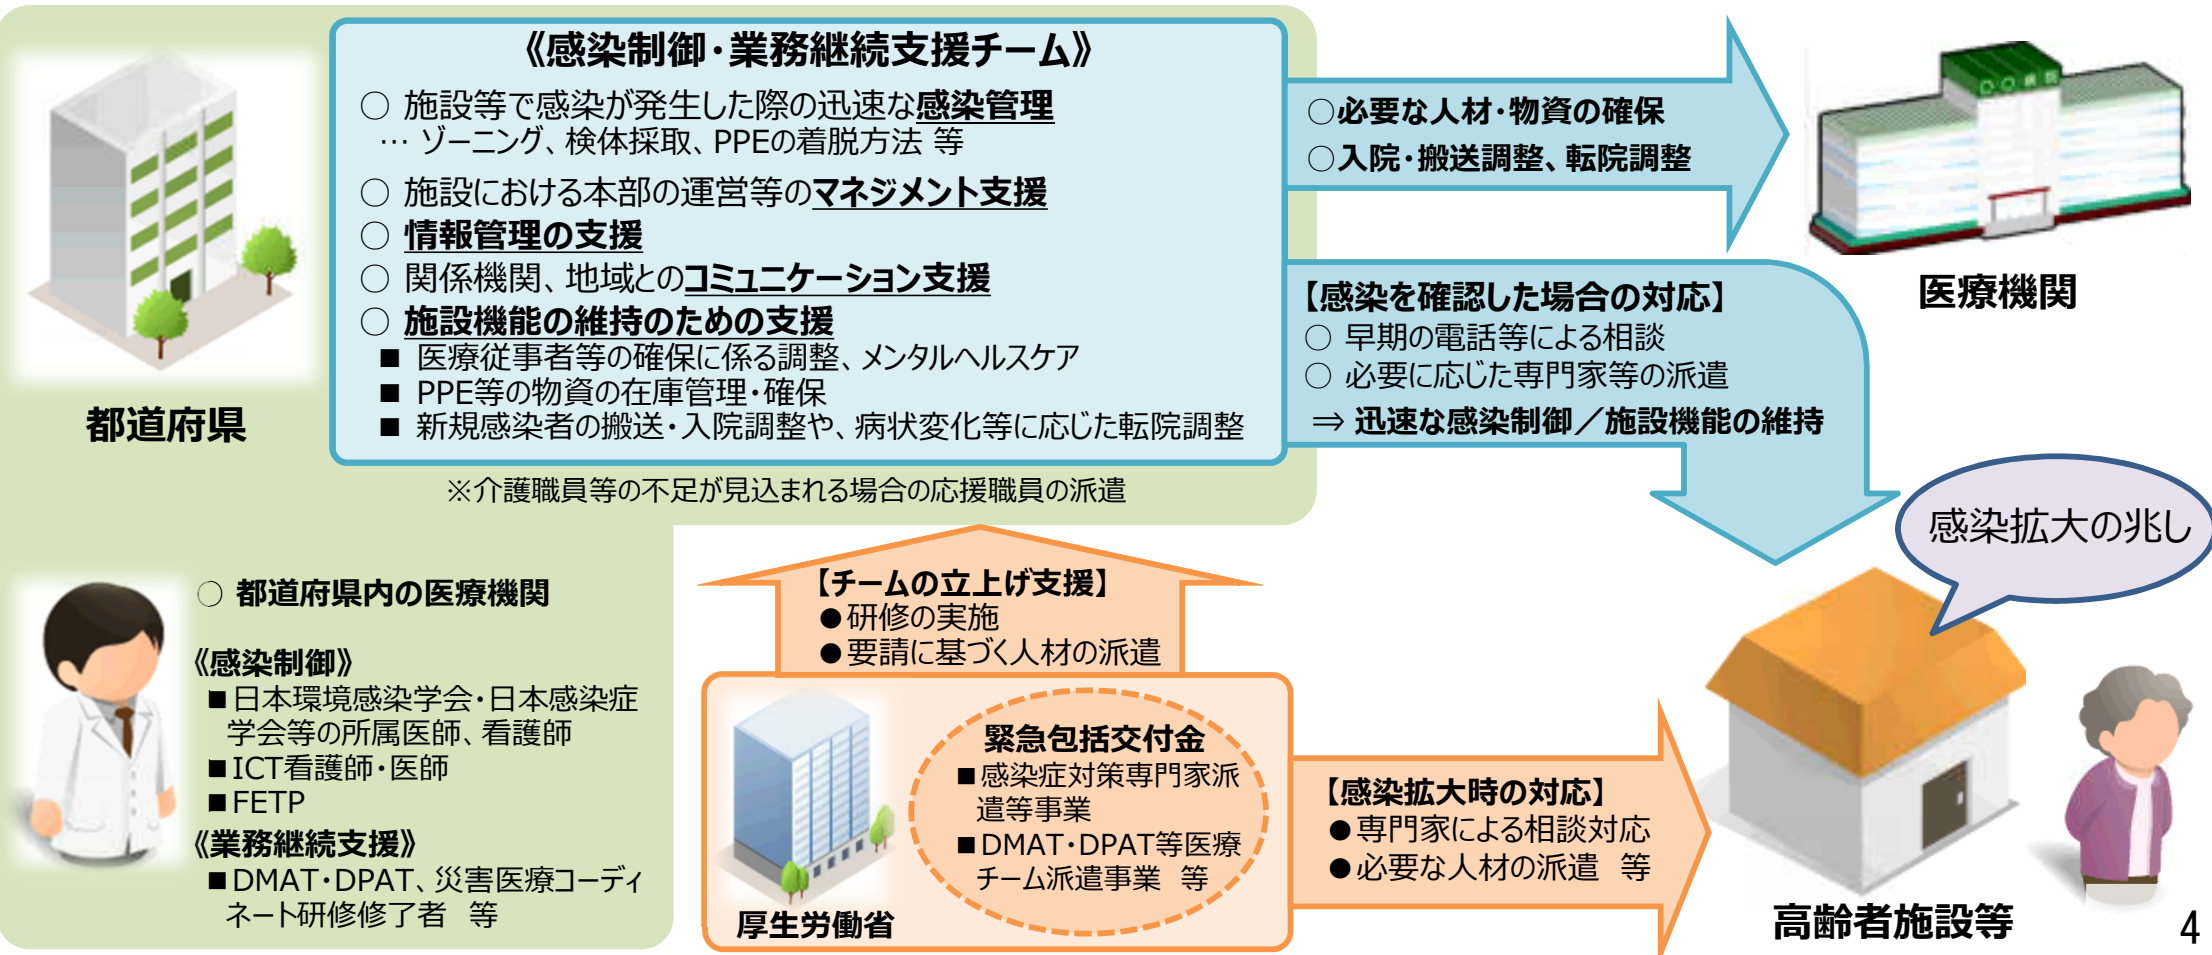 《感染制御・業務継続支援チーム》
○ 施設等で感染が発生した際の迅速な感染管理
… ゾーニング、検体採取、PPEの着脱方法 等
○ 施設における本部の運営等のマネジメント支援
○ 情報管理の支援
○ 関係機関、地域とのコミュニケーション支援
○ 施設機能の維持のための支援
■ 医療従事者等の確保に係る調整、メンタルヘルスケア
■ PPE等の物資の在庫管理・確保
■ 新規感染者の搬送・入院調整や、病状変化等に応じた転院調整
都道府県
※介護職員等の不足が見込まれる場合の応援職員の派遣
○必要な人材・物資の確保
○入院・搬送調整、転院調整
〇〇病院
医療機関
【感染を確認した場合の対応】
○ 早期の電話等による相談
○ 必要に応じた専門家等の派遣
⇒ 迅速な感染制御／施設機能の維持
感染拡大の兆し
○ 都道府県内の医療機関
《感染制御》
■日本環境感染学会・日本感染症
学会等の所属医師、看護師
■ICT看護師・医師
■FETP
《業務継続支援》
■DMAT・DPAT、災害医療コーディ
ネート研修修了者 等
【チームの立上げ支援】
●研修の実施
●要請に基づく人材の派遣
緊急包括交付金
■感染症対策専門家派
遣等事業
■DMAT・DPAT等医療
チーム派遣事業 等
厚生労働省
【感染拡大時の対応】
●専門家による相談対応
●必要な人材の派遣 等
高齢者施設等
4